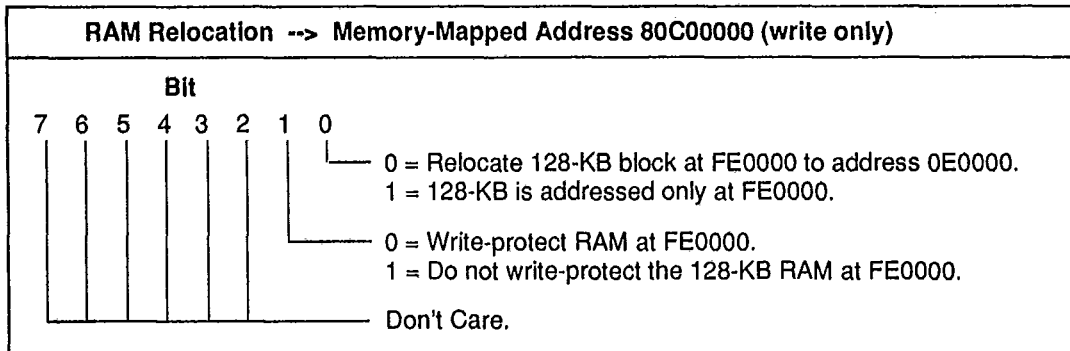 RAM Relocation --> Memory-Mapped Address 80C00000 (write only)
Bit
7 6 5 4 3 2 1 0
0 = Relocate 128-KB block at FE0000 to address 0E0000.
1 = 128-KB is addressed only at FE0000.
0 = Write-protect RAM at FE0000.
1 = Do not write-protect the 128-KB RAM at FE0000.
Don't Care.